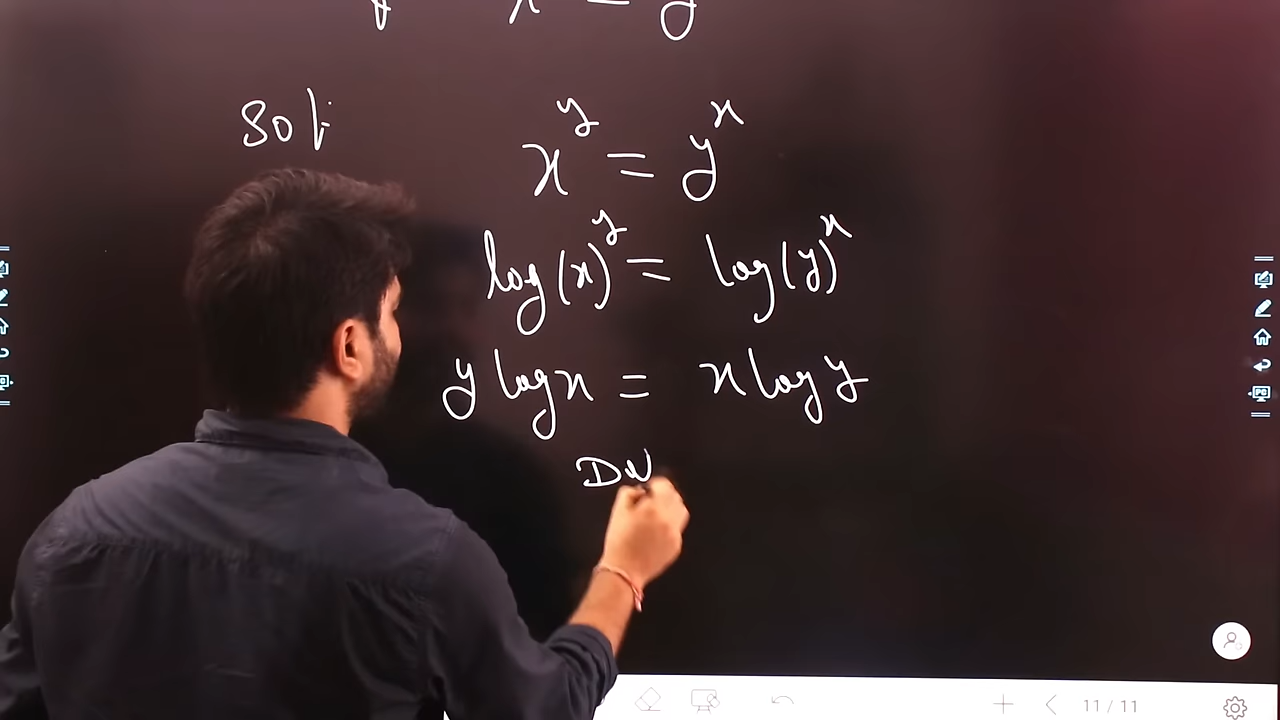 x = y
Sol:
x^y = y^x
log(x)^y = log(y)^x
y log x = x log y
DW
11 / 11